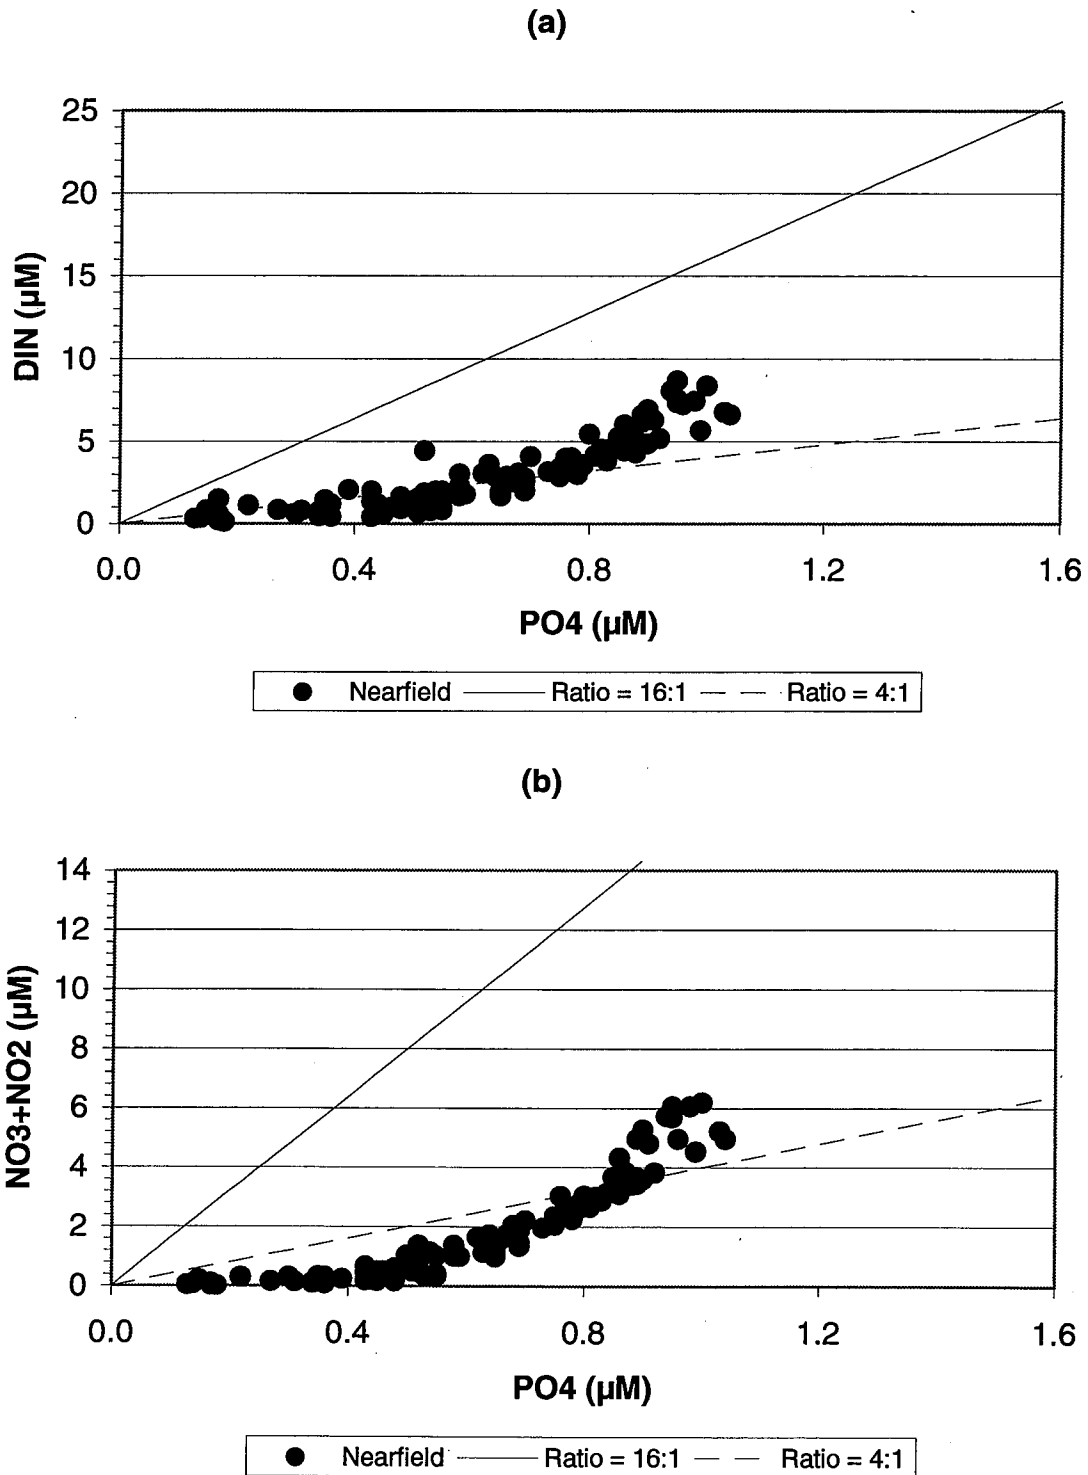 (a)
25
20
15
10
5
0
DIN (µM)
0.0 0.4 0.8 1.2 1.6
PO4 (µM)
Nearfield Ratio = 16:1 Ratio = 4:1
(b)
14
12
10
8
6
4
2
0
NO3+NO2 (µM)
0.0 0.4 0.8 1.2 1.6
PO4 (µM)
Nearfield Ratio = 16:1 Ratio = 4:1